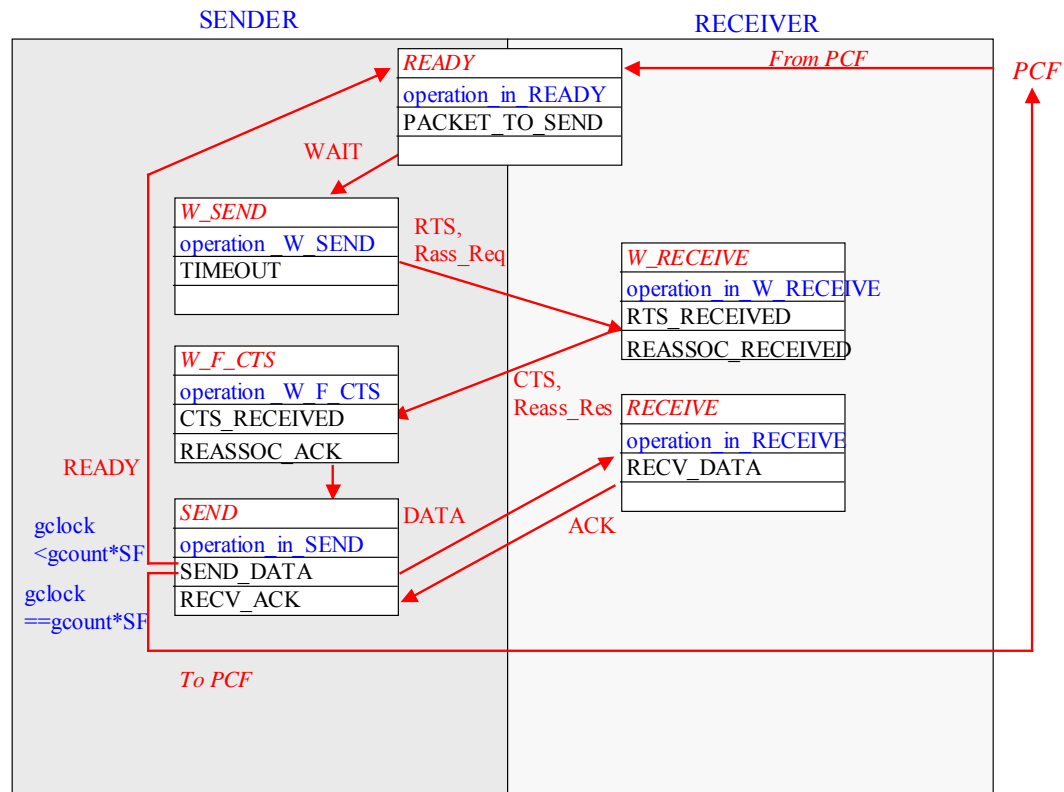 SENDER
RECEIVER
READY
operation_in_READY
PACKET_TO_SEND
From PCF
PCF
WAIT
W_SEND
operation _W_SEND
TIMEOUT
RTS,
Rass_Req
W_RECEIVE
operation_in_W_RECEIVE
RTS_RECEIVED
REASSOC_RECEIVED
W_F_CTS
operation _W_F_CTS
CTS_RECEIVED
REASSOC_ACK
CTS,
Reass_Res
RECEIVE
operation_in_RECEIVE
RECV_DATA
READY
SEND
operation_in_SEND
SEND_DATA
RECV_ACK
DATA
ACK
gclock
<gcount*SF
gclock
==gcount*SF
To PCF